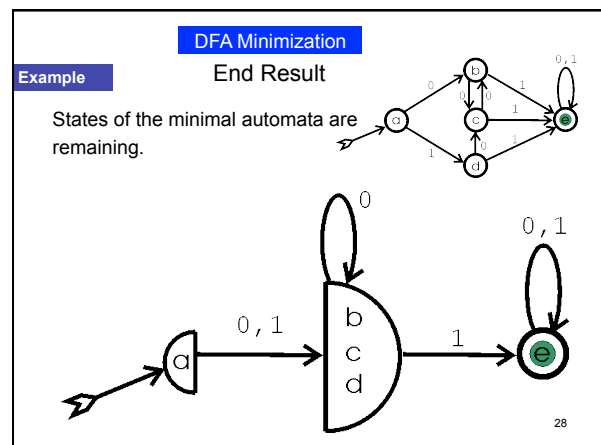 DFA Minimization
Example
End Result
States of the minimal automata are
remaining.
a
b
c
d
e
0
1
0
0
0
1
1
1
0,1
0
0,1
0,1
1
a
b
c
d
e
28